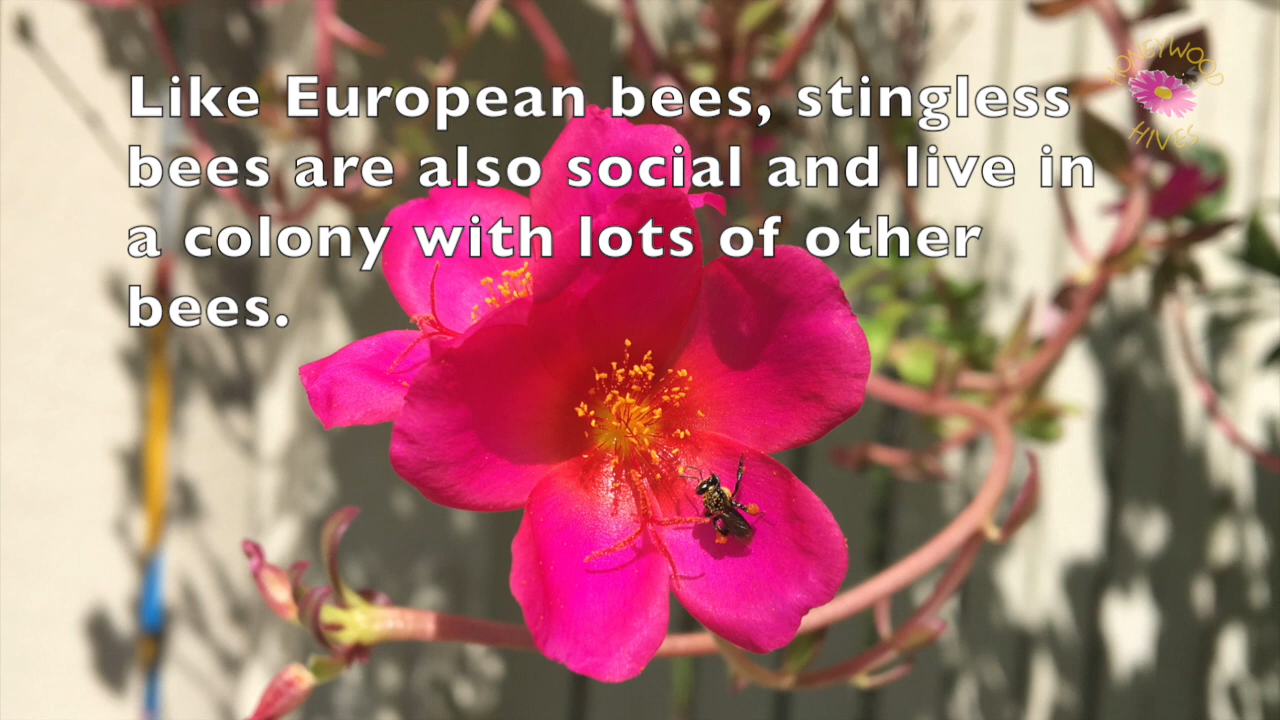 Like European bees, stingless
bees are also social and live in
a colony with lots of other
bees.
HONEYWOOD
HIVES